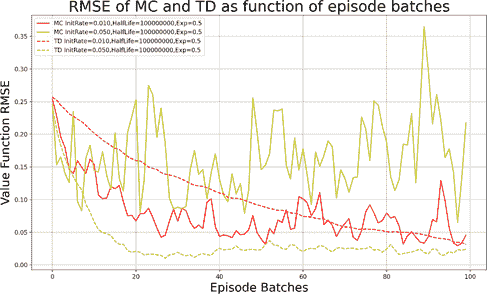 RMSE of MC and TD as function of episode batches
MC InitRate=0.010,HalfLife=100000000,Exp=0.5
MC InitRate=0.050,HalfLife=100000000,Exp=0.5
TD InitRate=0.010,HalfLife=100000000,Exp=0.5
TD InitRate=0.050,HalfLife=100000000,Exp=0.5
Value Function RMSE
0.35
0.30
0.25
0.20
0.15
0.10
0.05
0.00
0 20 40 60 80 100
Episode Batches